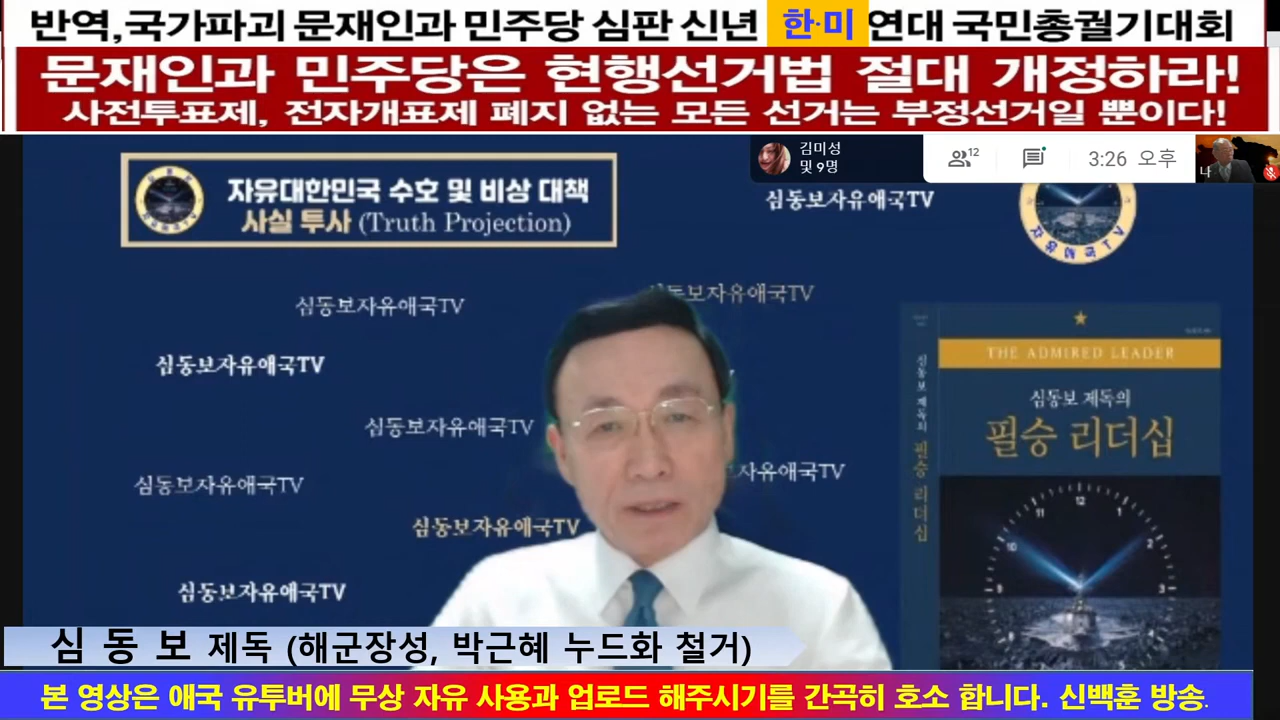 반역,국가파괴 문재인과 민주당 심판 신년 한·미 연대 국민총궐기대회
문재인과 민주당은 현행선거법 절대 개정하라!
사전투표제, 전자개표제 폐지 없는 모든 선거는 부정선거일 뿐이다!
김미성
및 9명
12
3:26 오후
나
자유대한민국 수호 및 비상 대책
사실 투사 (Truth Projection)
심동보자유애국TV
자유애국TV
심동보자유애국TV
보자유애국TV
심동보자유애국TV
심동보자유애국TV
심동보자유애국TV
자유애국TV
심동보자유애국TV
심동보자유애국TV
THE ADMIRED LEADER
심동보 제독의
필승 리더십
심동보 제독의 필승 리더십
12
11
1
10
2
9
3
심 동 보 제독 (해군장성, 박근혜 누드화 철거)
본 영상은 애국 유투버에 무상 자유 사용과 업로드 해주시기를 간곡히 호소 합니다. 신백훈 방송.